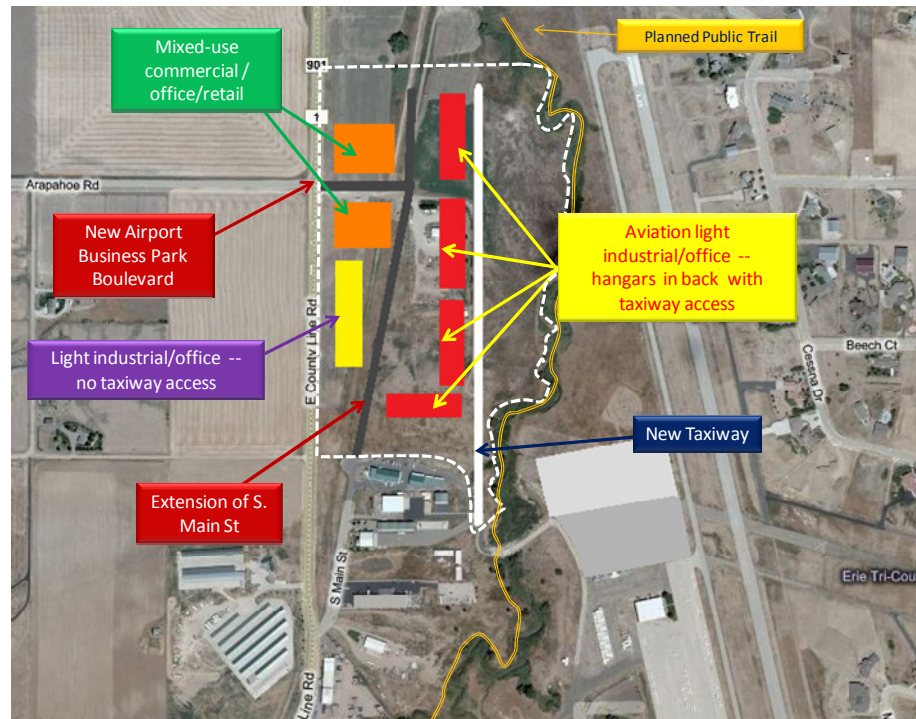 Planned Public Trail
Mixed-use
commercial /
office/retail
901
1
15
Arapahoe Rd
New Airport
Business Park
Boulevard
Aviation light
industrial/office --
hangars in back with
taxiway access
E County Line Rd
Light industrial/office --
no taxiway access
Beech Ct
Cessna Dr
New Taxiway
Extension of S.
Main St
S Main St
Erie Tri-Cou
Line Rd
N